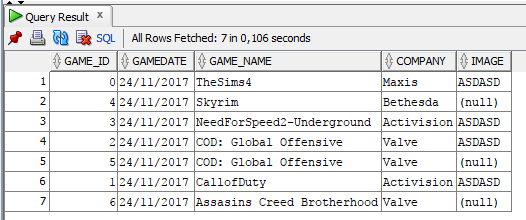 Query Result x
SQL | All Rows Fetched: 7 in 0,106 seconds
GAME_ID GAMEDATE GAME_NAME COMPANY IMAGE
1 0 24/11/2017 TheSims4 Maxis ASDASD
2 4 24/11/2017 Skyrim Bethesda (null)
3 3 24/11/2017 NeedForSpeed2-Underground Activision ASDASD
4 2 24/11/2017 COD: Global Offensive Valve ASDASD
5 5 24/11/2017 COD: Global Offensive Valve (null)
6 1 24/11/2017 CallofDuty Activision ASDASD
7 6 24/11/2017 Assasins Creed Brotherhood Valve (null)